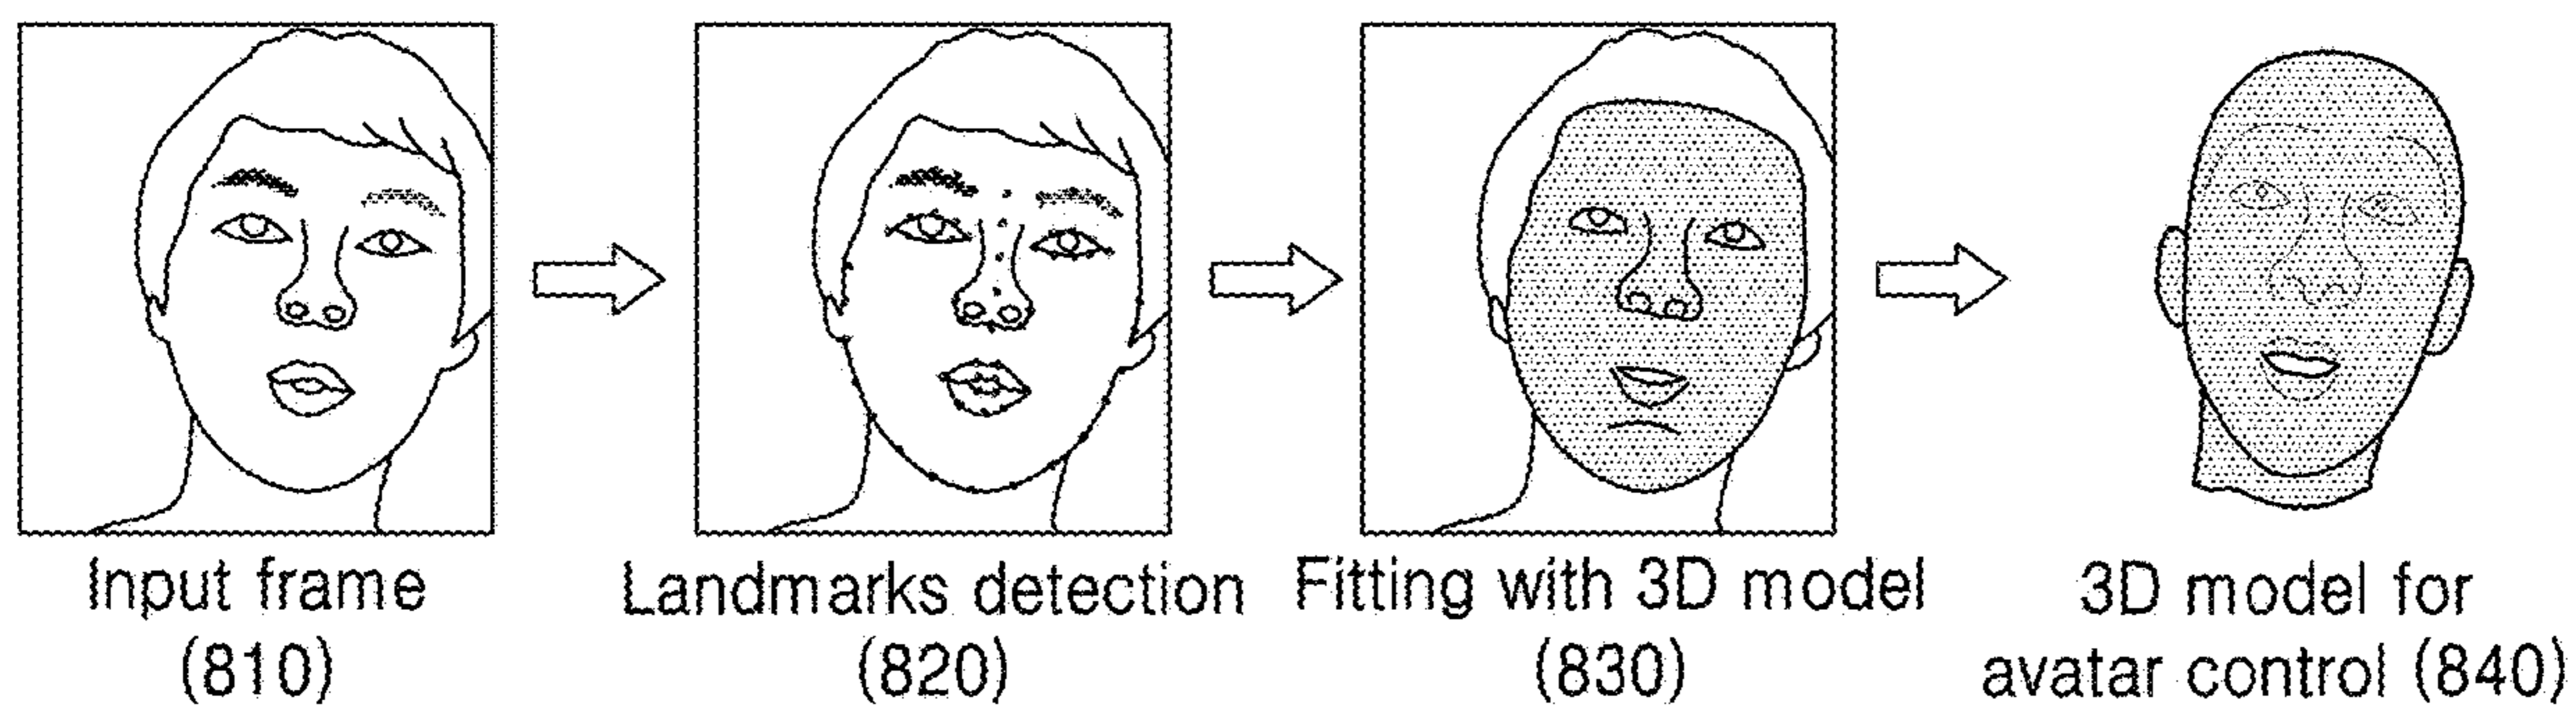 Input frame
(810)
Landmarks detection
(820)
Fitting with 3D model
(830)
3D model for
avatar control (840)